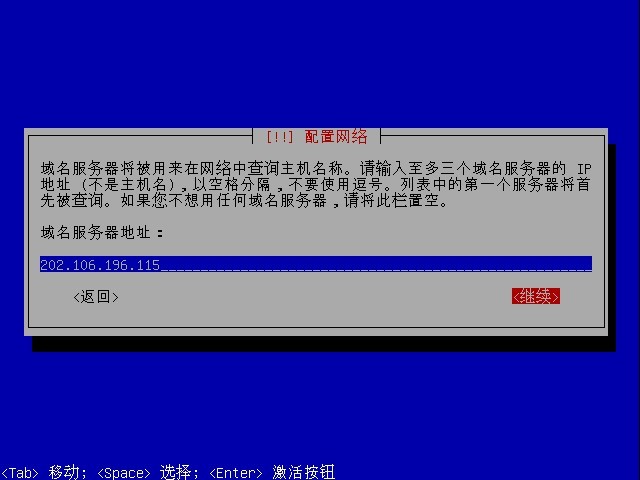 [!!] 配置网络
域名服务器将被用来在网络中查询主机名称。请输入至多三个域名服务器的 IP
地址 (不是主机名)，以空格分隔，不要使用逗号。列表中的第一个服务器将首
先被查询。如果您不想用任何域名服务器，请将此栏置空。
域名服务器地址：
202.106.196.115
<返回> <继续>
<Tab> 移动; <Space> 选择; <Enter> 激活按钮